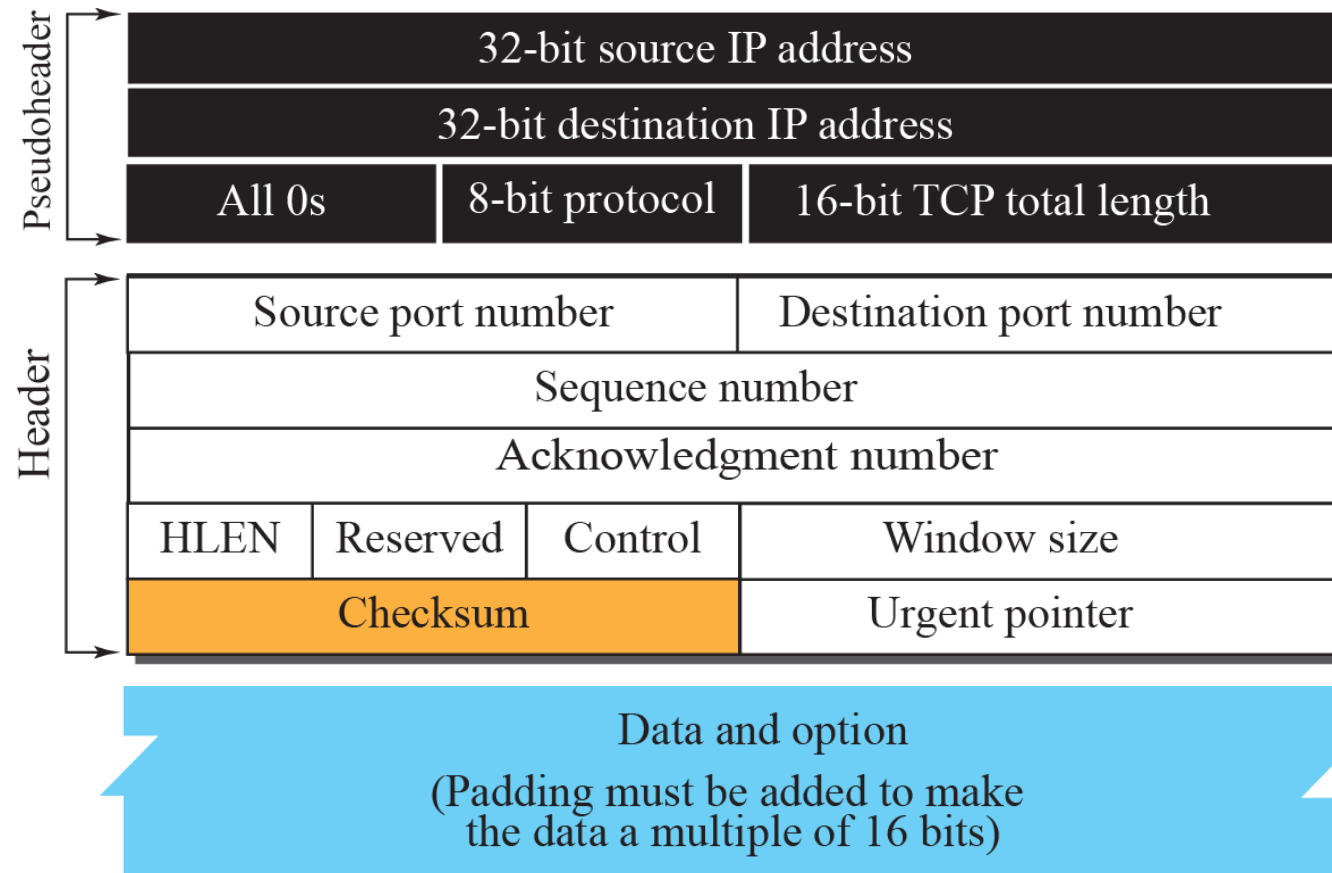 Pseudoheader
32-bit source IP address
32-bit destination IP address
All 0s 8-bit protocol 16-bit TCP total length
Header
Source port number Destination port number
Sequence number
Acknowledgment number
HLEN Reserved Control Window size
Checksum Urgent pointer
Data and option
(Padding must be added to make
the data a multiple of 16 bits)